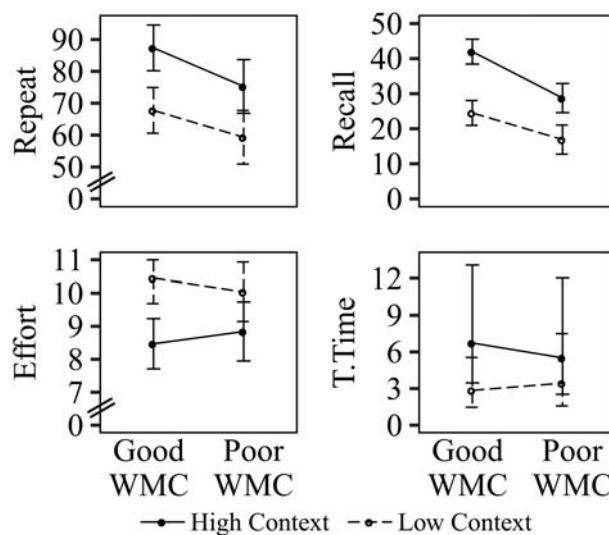 Repeat
90
80
70
60
50
0
Recall
50
40
30
20
10
0
Effort
11
10
9
8
7
0
T.Time
12
9
6
3
0
Good WMC
Poor WMC
Good WMC
Poor WMC
High Context
Low Context